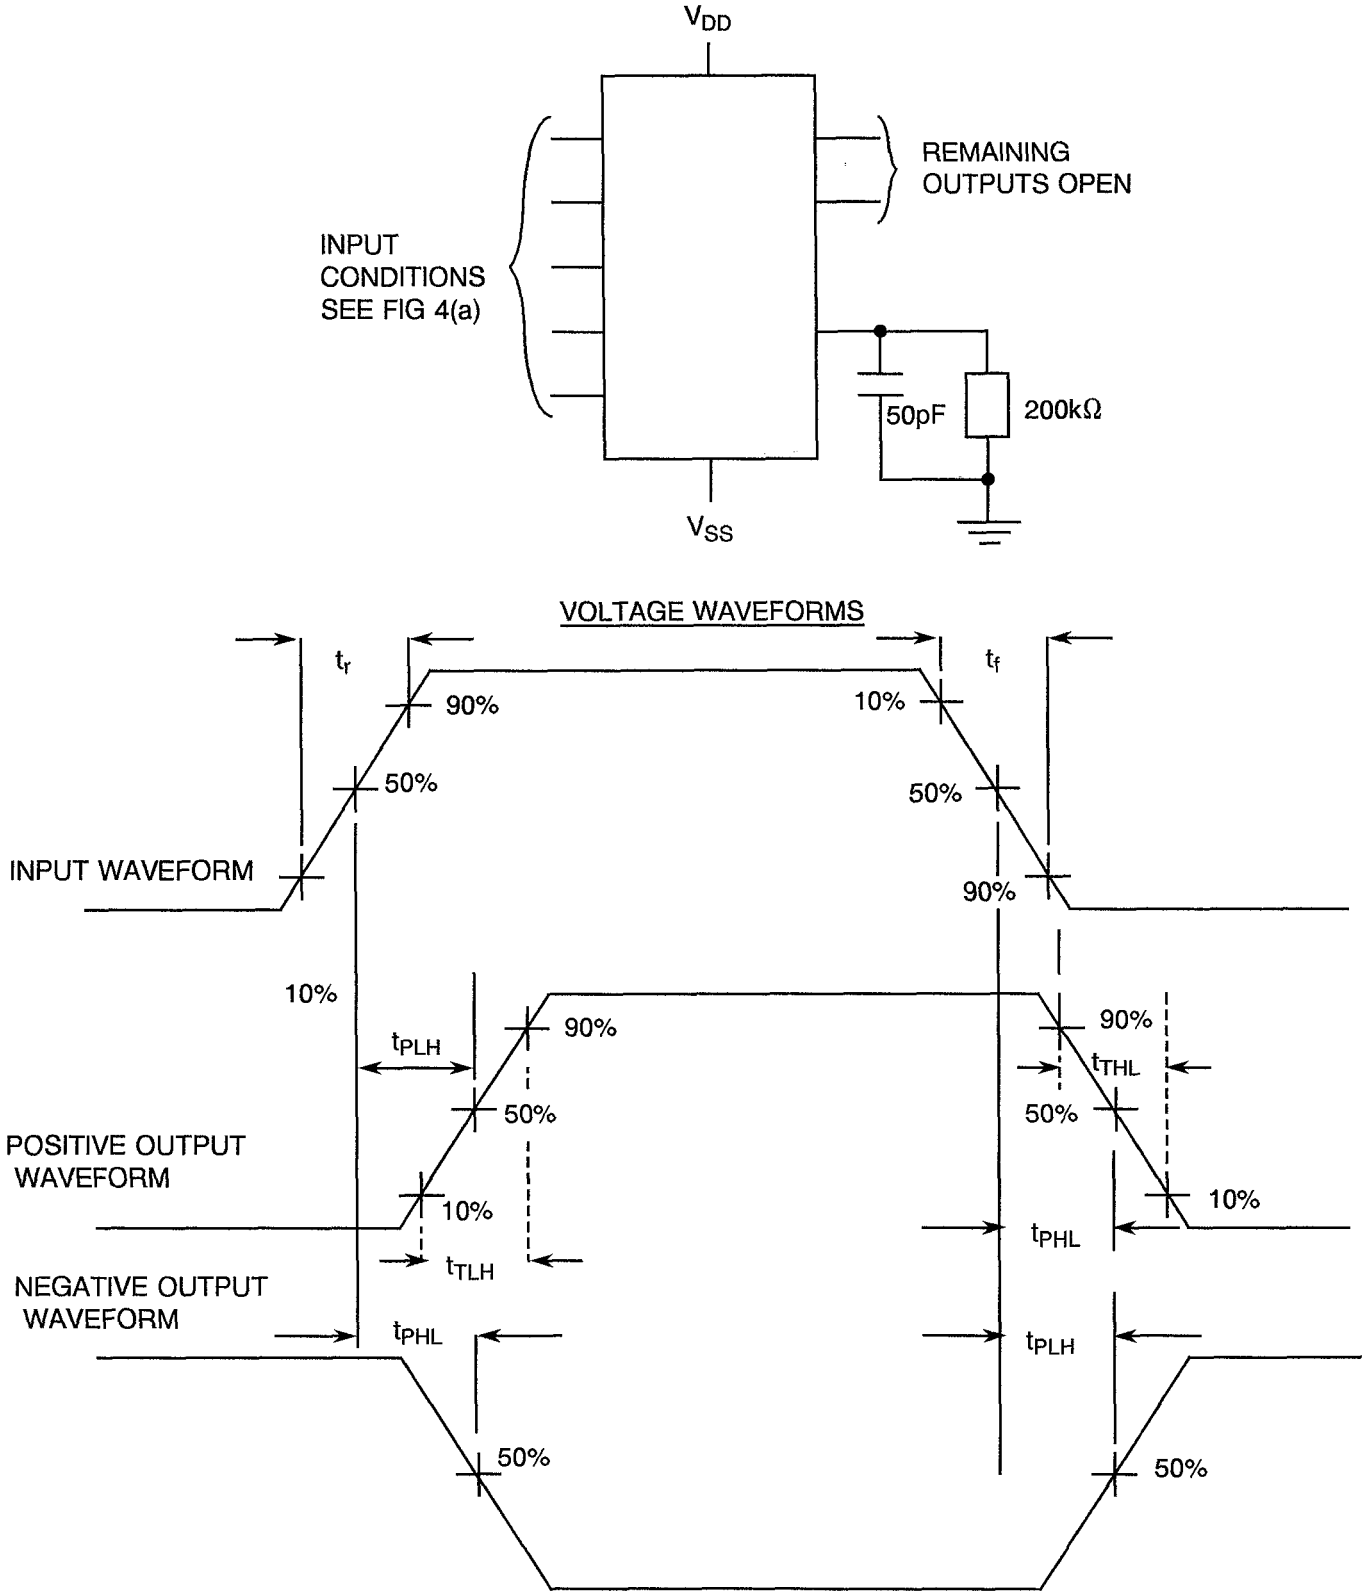 VDD
REMAINING
OUTPUTS OPEN
INPUT
CONDITIONS
SEE FIG 4(a)
50pF
200kΩ
VSS
VOLTAGE WAVEFORMS
tr
tf
90%
10%
50%
50%
INPUT WAVEFORM
90%
10%
90%
90%
tPLH
tTHL
50%
50%
POSITIVE OUTPUT
WAVEFORM
10%
10%
tPHL
tTLH
NEGATIVE OUTPUT
WAVEFORM
tPHL
tPLH
50%
50%